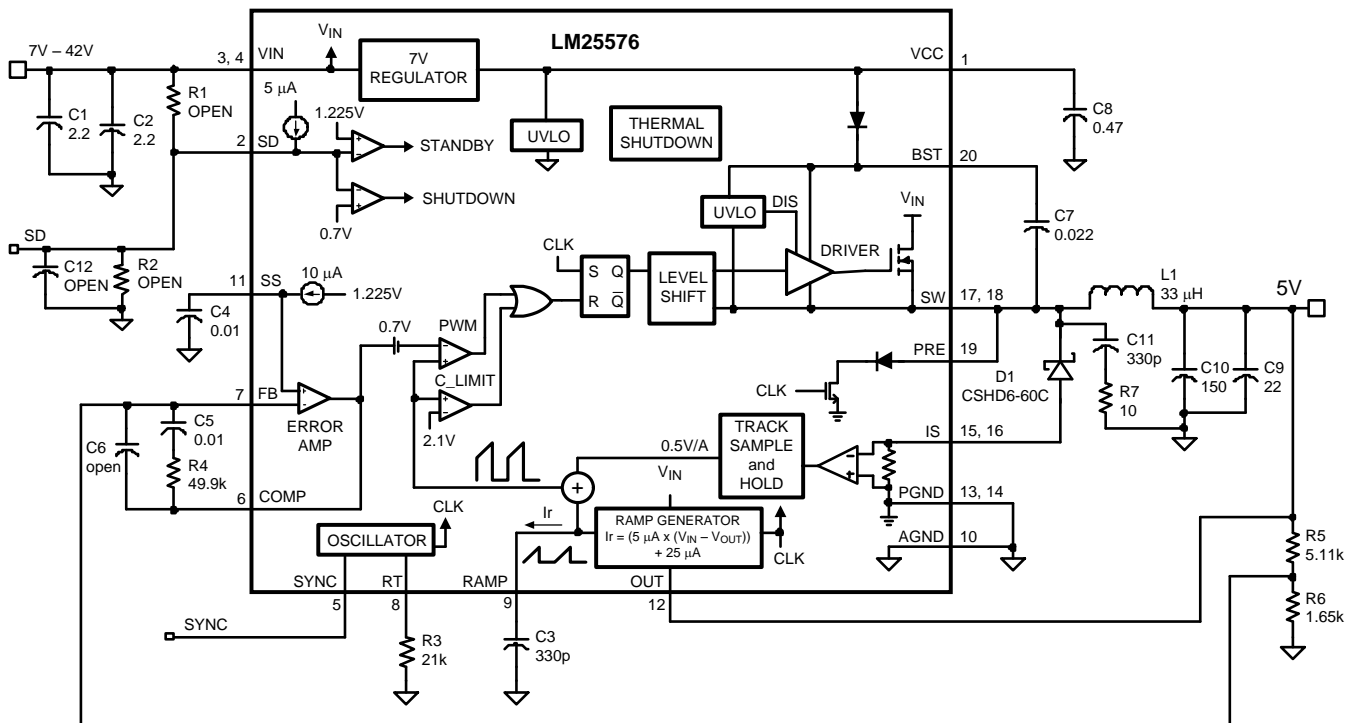 LM25576
7V – 42V
3, 4
VIN
V_IN
7V
REGULATOR
VCC
1
C1
2.2
C2
2.2
R1
OPEN
5 µA
1.225V
2
SD
STANDBY
UVLO
THERMAL
SHUTDOWN
C8
0.47
BST
20
SHUTDOWN
0.7V
UVLO
DIS
V_IN
DRIVER
C7
0.022
SD
C12
OPEN
R2
OPEN
11
SS
10 µA
1.225V
CLK
S Q
R Q̅
LEVEL
SHIFT
SW
17, 18
L1
33 µH
5V
C4
0.01
0.7V
PWM
PRE
19
C11
330p
D1
CSHD6-60C
R7
10
C10
150
C9
22
C_LIMIT
CLK
7
FB
2.1V
ERROR
AMP
C5
0.01
C6
open
R4
49.9k
6
COMP
0.5V/A
V_IN
TRACK
SAMPLE
and
HOLD
IS
15, 16
PGND
13, 14
CLK
OSCILLATOR
Ir
RAMP GENERATOR
Ir = (5 µA x (V_IN – V_OUT))
+ 25 µA
CLK
AGND
10
R5
5.11k
SYNC
RT
RAMP
OUT
5
8
9
12
SYNC
R3
21k
C3
330p
R6
1.65k